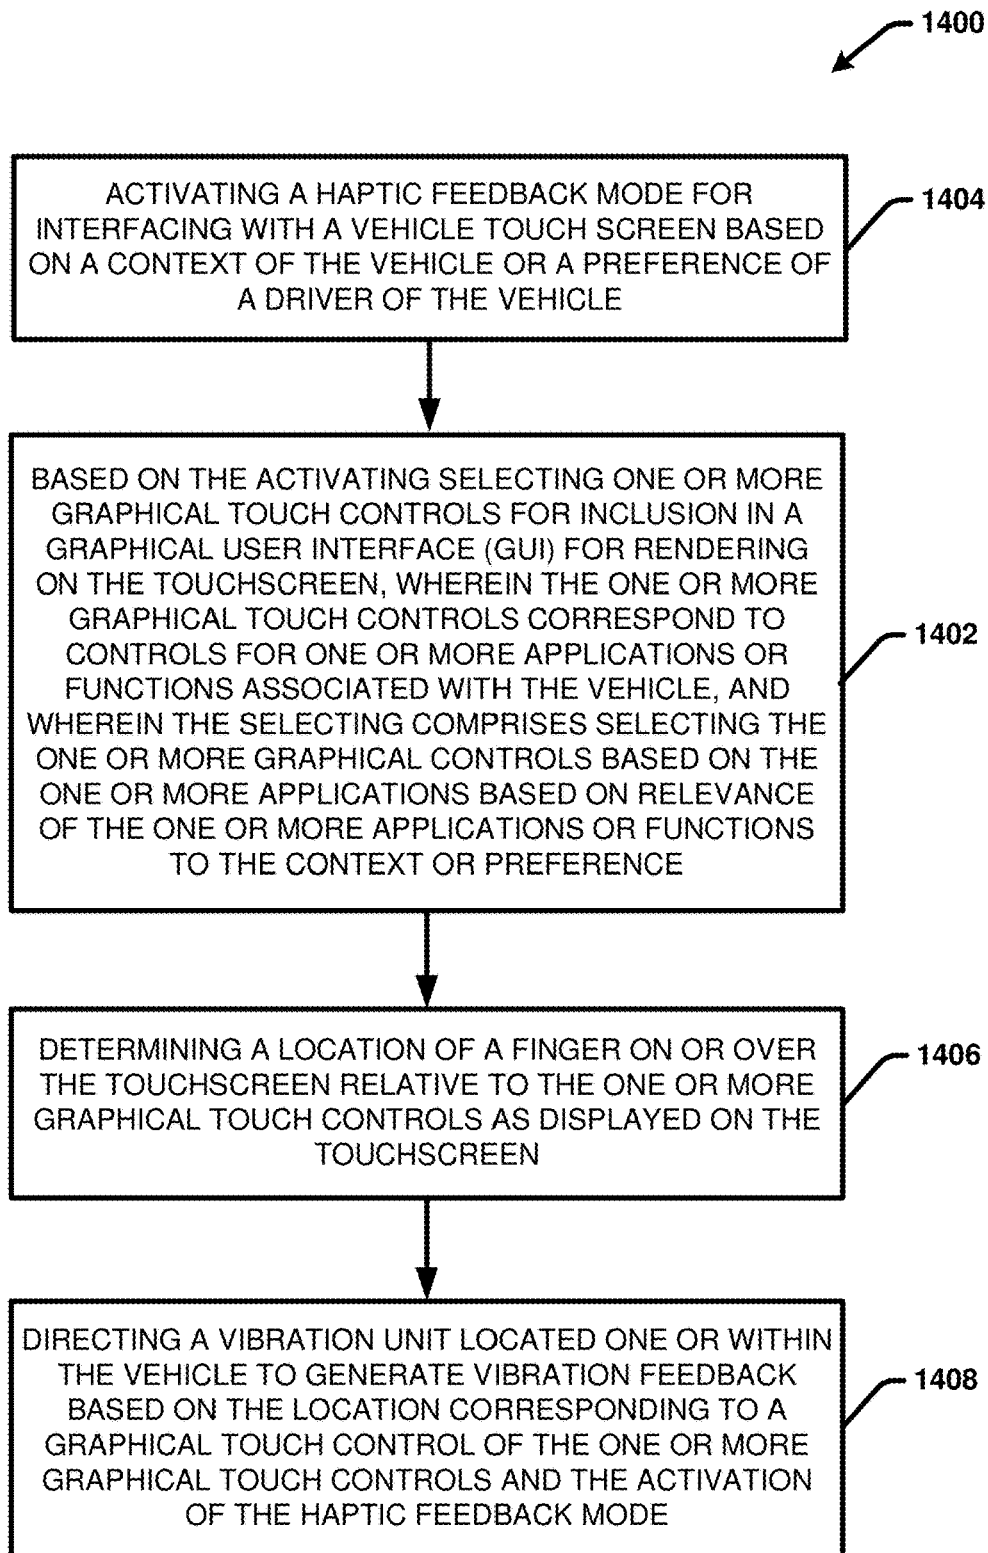 1400
ACTIVATING A HAPTIC FEEDBACK MODE FOR
INTERFACING WITH A VEHICLE TOUCH SCREEN BASED
ON A CONTEXT OF THE VEHICLE OR A PREFERENCE OF
A DRIVER OF THE VEHICLE
1404
BASED ON THE ACTIVATING SELECTING ONE OR MORE
GRAPHICAL TOUCH CONTROLS FOR INCLUSION IN A
GRAPHICAL USER INTERFACE (GUI) FOR RENDERING
ON THE TOUCHSCREEN, WHEREIN THE ONE OR MORE
GRAPHICAL TOUCH CONTROLS CORRESPOND TO
CONTROLS FOR ONE OR MORE APPLICATIONS OR
FUNCTIONS ASSOCIATED WITH THE VEHICLE, AND
WHEREIN THE SELECTING COMPRISES SELECTING THE
ONE OR MORE GRAPHICAL CONTROLS BASED ON THE
ONE OR MORE APPLICATIONS BASED ON RELEVANCE
OF THE ONE OR MORE APPLICATIONS OR FUNCTIONS
TO THE CONTEXT OR PREFERENCE
1402
DETERMINING A LOCATION OF A FINGER ON OR OVER
THE TOUCHSCREEN RELATIVE TO THE ONE OR MORE
GRAPHICAL TOUCH CONTROLS AS DISPLAYED ON THE
TOUCHSCREEN
1406
DIRECTING A VIBRATION UNIT LOCATED ONE OR WITHIN
THE VEHICLE TO GENERATE VIBRATION FEEDBACK
BASED ON THE LOCATION CORRESPONDING TO A
GRAPHICAL TOUCH CONTROL OF THE ONE OR MORE
GRAPHICAL TOUCH CONTROLS AND THE ACTIVATION
OF THE HAPTIC FEEDBACK MODE
1408